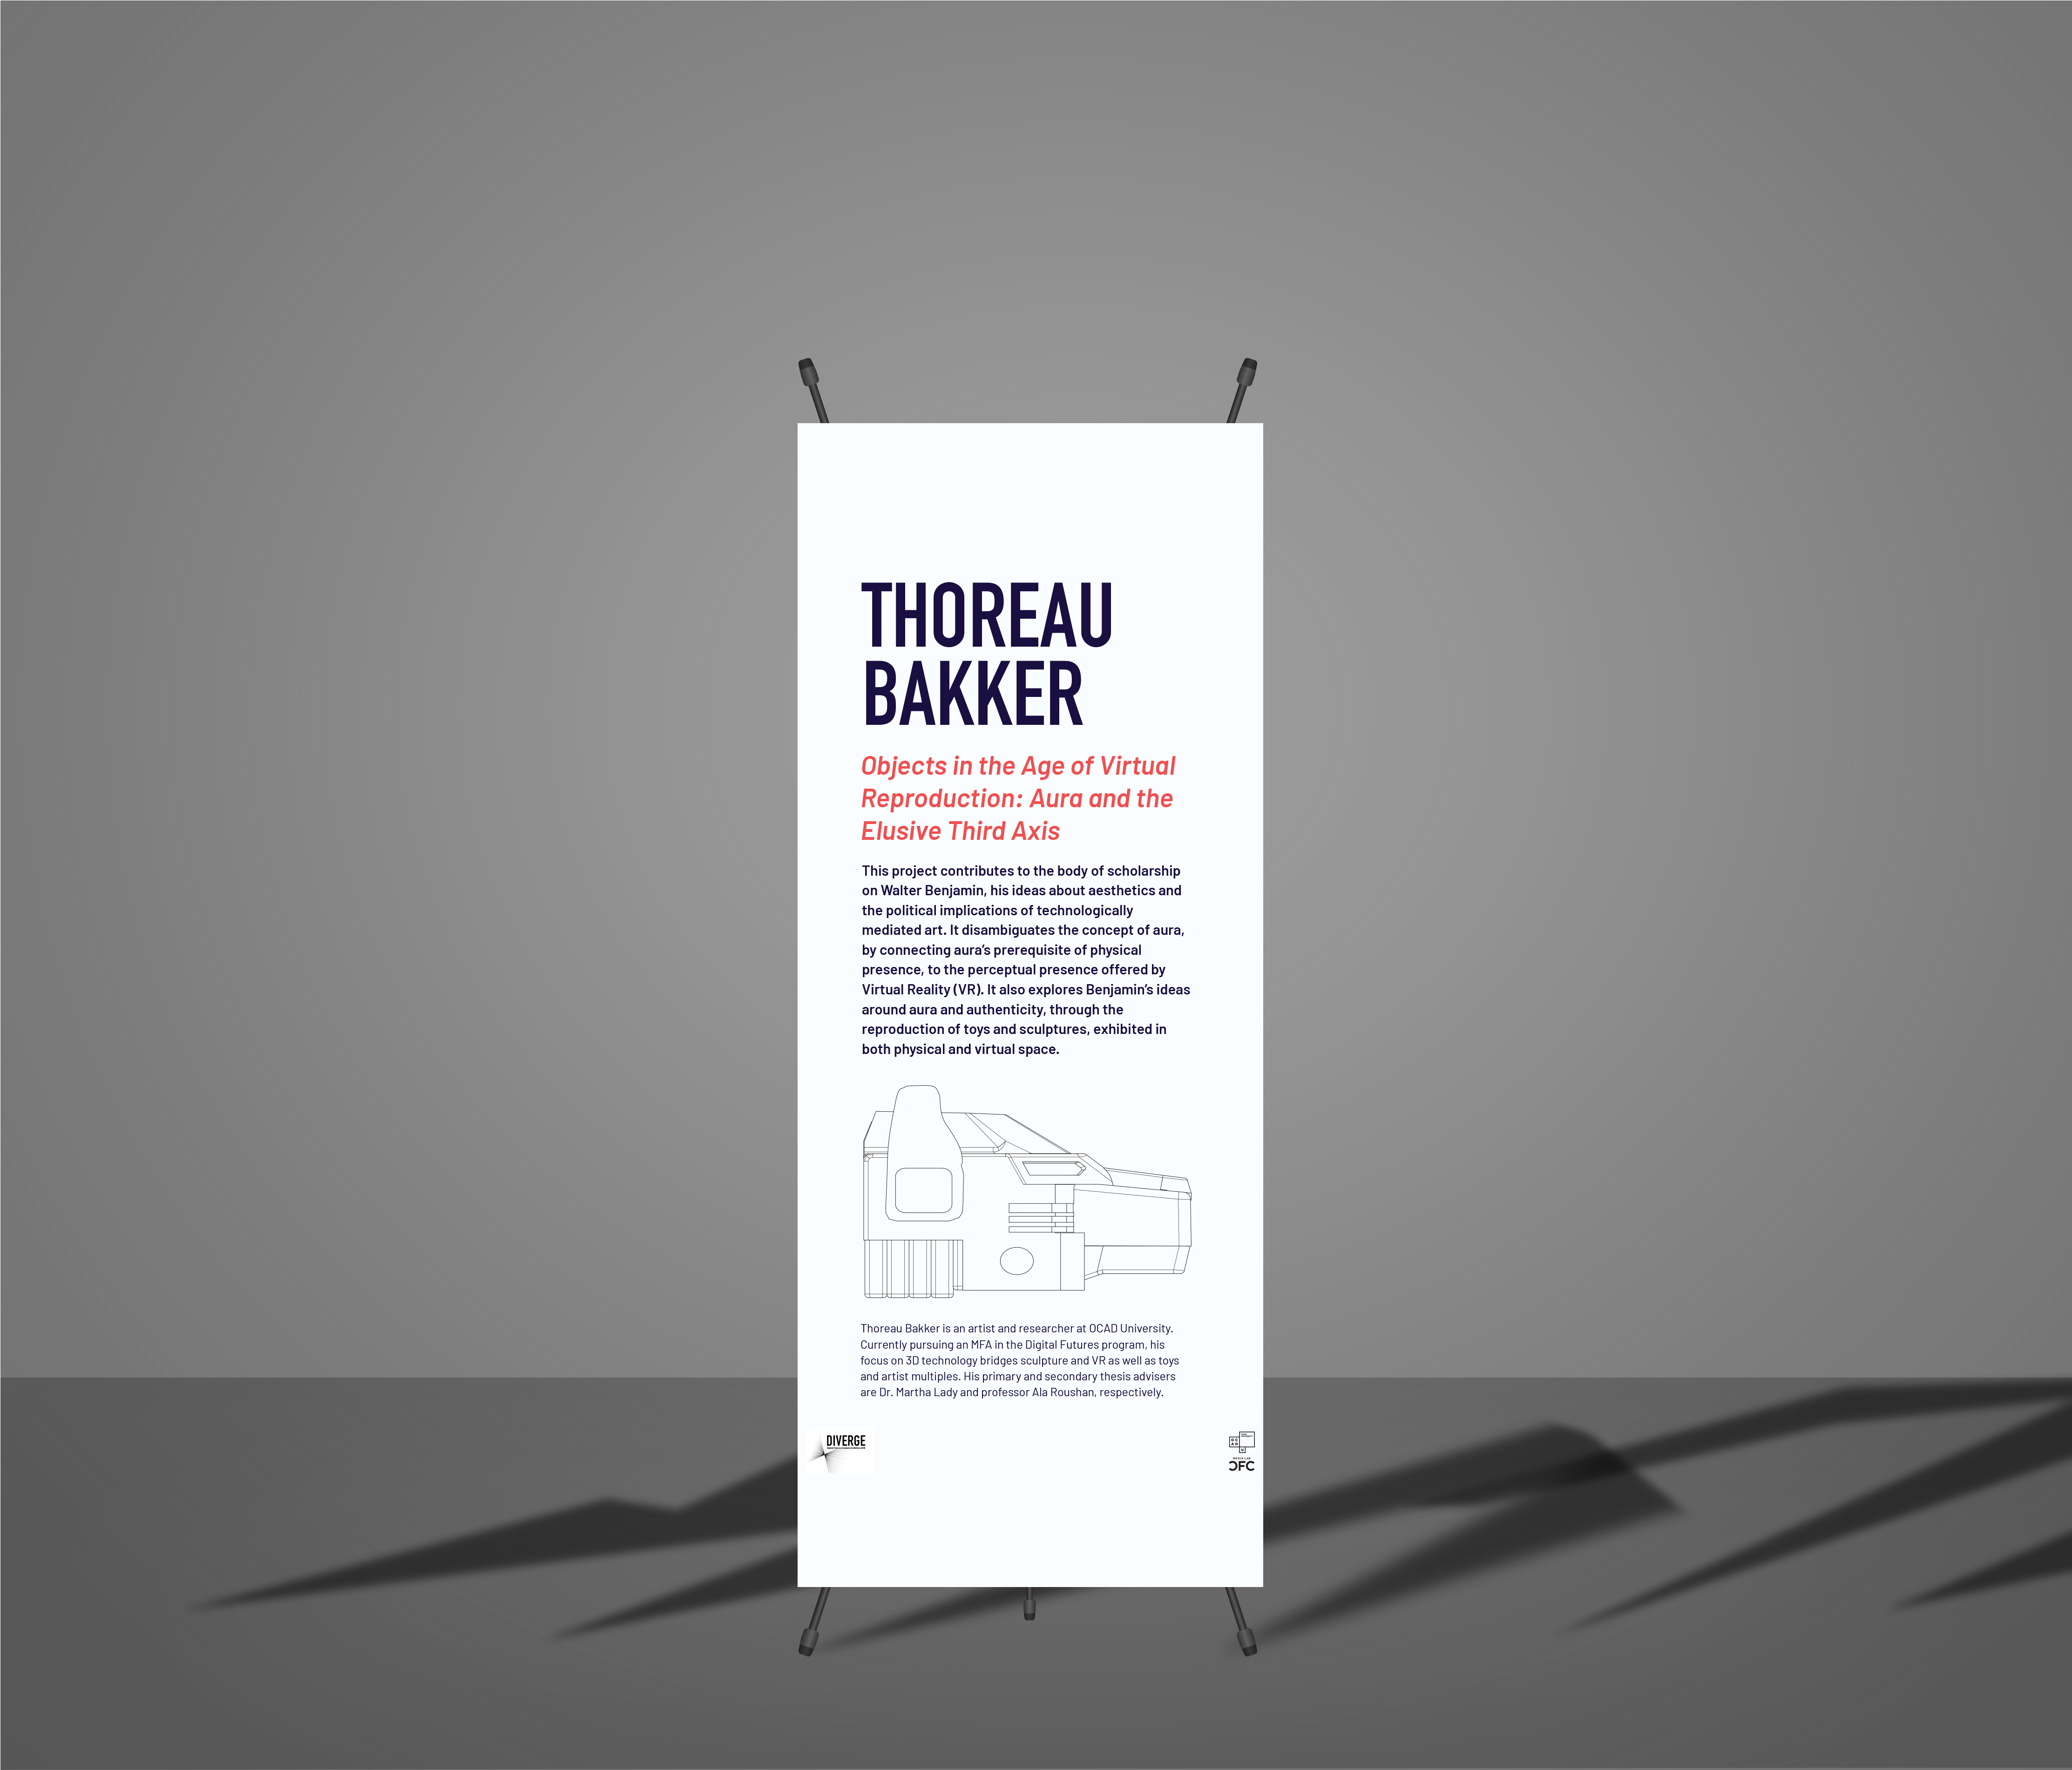 THOREAU
BAKKER
Objects in the Age of Virtual
Reproduction: Aura and the
Elusive Third Axis
This project contributes to the body of scholarship
on Walter Benjamin, his ideas about aesthetics and
the political implications of technologically
mediated art. It disambiguates the concept of aura,
by connecting aura’s prerequisite of physical
presence, to the perceptual presence offered by
Virtual Reality (VR). It also explores Benjamin’s ideas
around aura and authenticity, through the
reproduction of toys and sculptures, exhibited in
both physical and virtual space.
Thoreau Bakker is an artist and researcher at OCAD University.
Currently pursuing an MFA in the Digital Futures program, his
focus on 3D technology bridges sculpture and VR as well as toys
and artist multiples. His primary and secondary thesis advisers
are Dr. Martha Lady and professor Ala Roushan, respectively.
DIVERGE
MEDIA LAB
CFC